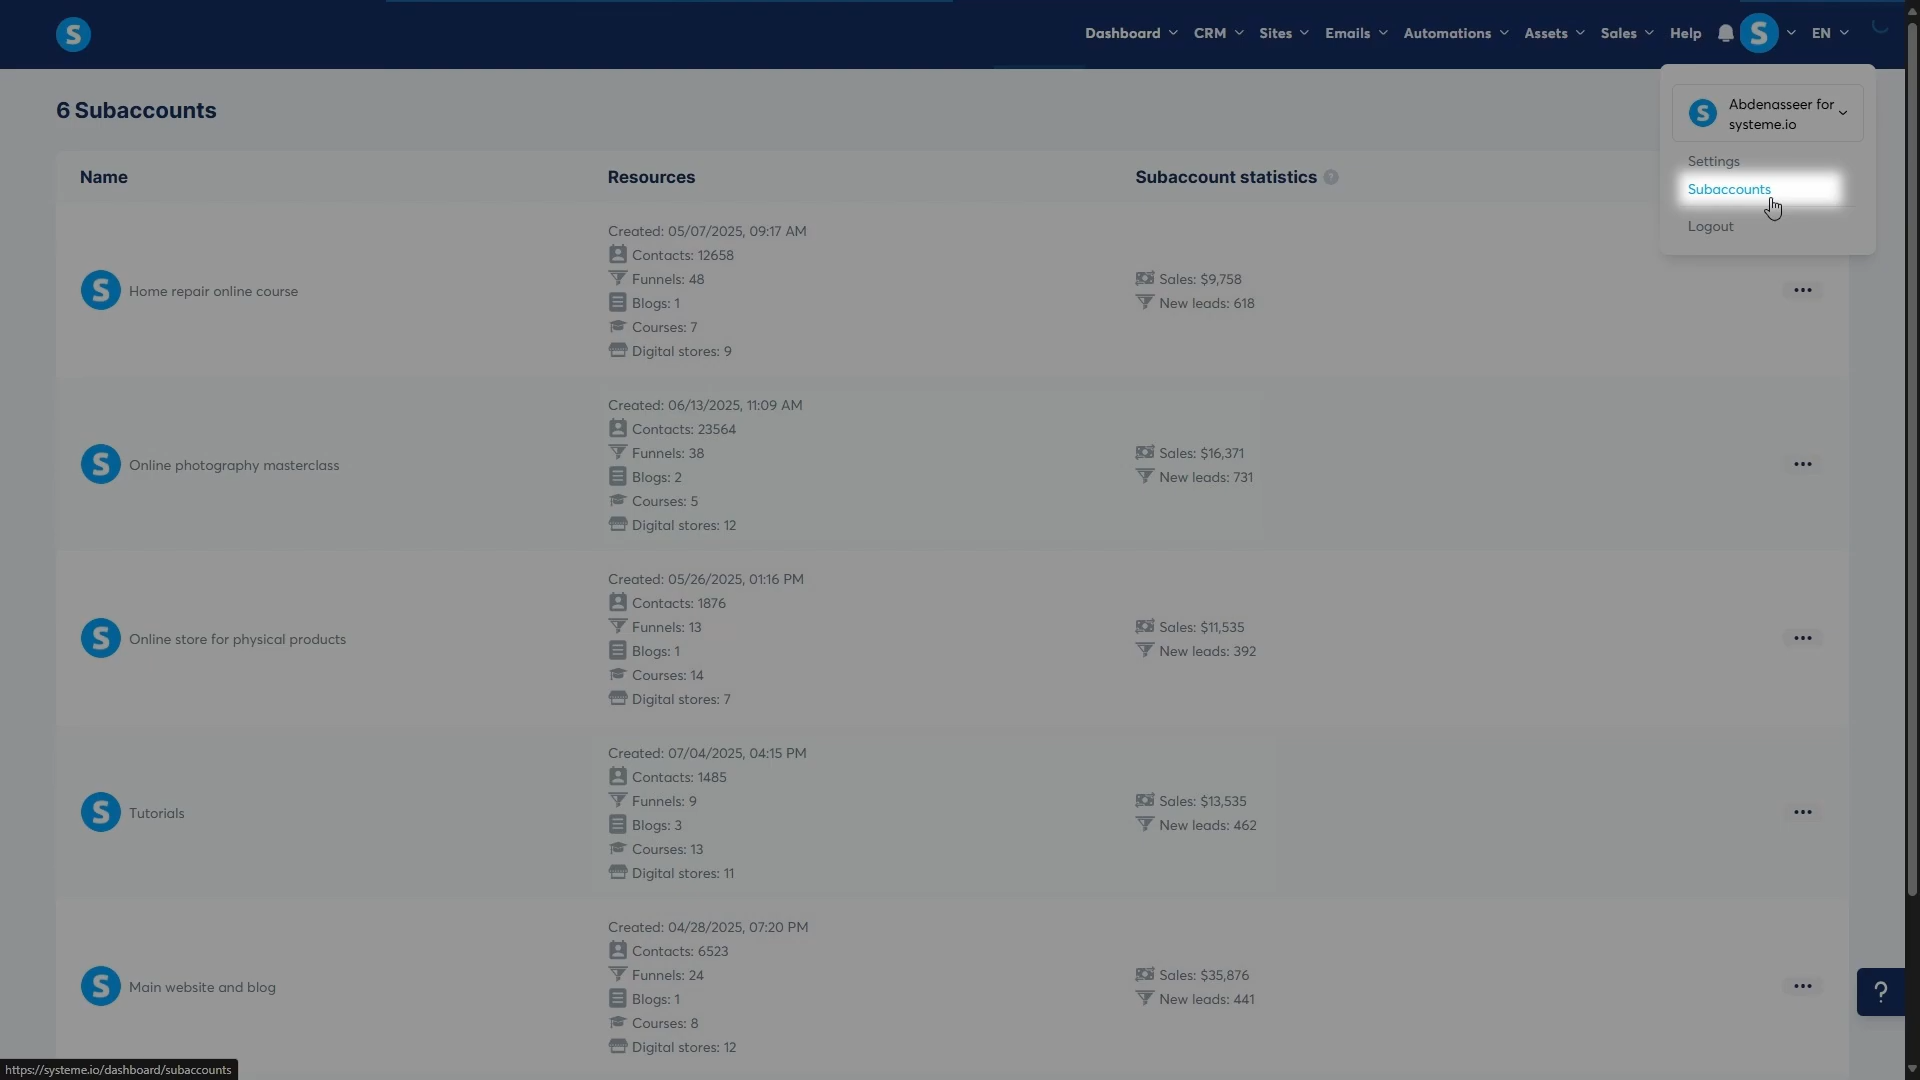 S
Dashboard
CRM
Sites
Emails
Automations
Assets
Sales
Help
S
EN
6 Subaccounts
S
Abdenasseer for
systeme.io
Settings
Subaccounts
Logout
Name
Resources
Subaccount statistics ?
S
Home repair online course
Created: 05/07/2025, 09:17 AM
Contacts: 12658
Funnels: 48
Blogs: 1
Courses: 7
Digital stores: 9
Sales: $9,758
New leads: 618
S
Online photography masterclass
Created: 06/13/2025, 11:09 AM
Contacts: 23564
Funnels: 38
Blogs: 2
Courses: 5
Digital stores: 12
Sales: $16,371
New leads: 731
S
Online store for physical products
Created: 05/26/2025, 01:16 PM
Contacts: 1876
Funnels: 13
Blogs: 1
Courses: 14
Digital stores: 7
Sales: $11,535
New leads: 392
S
Tutorials
Created: 07/04/2025, 04:15 PM
Contacts: 1485
Funnels: 9
Blogs: 3
Courses: 13
Digital stores: 11
Sales: $13,535
New leads: 462
S
Main website and blog
Created: 04/28/2025, 07:20 PM
Contacts: 6523
Funnels: 24
Blogs: 1
Courses: 8
Digital stores: 12
Sales: $35,876
New leads: 441
?
https://systeme.io/dashboard/subaccounts